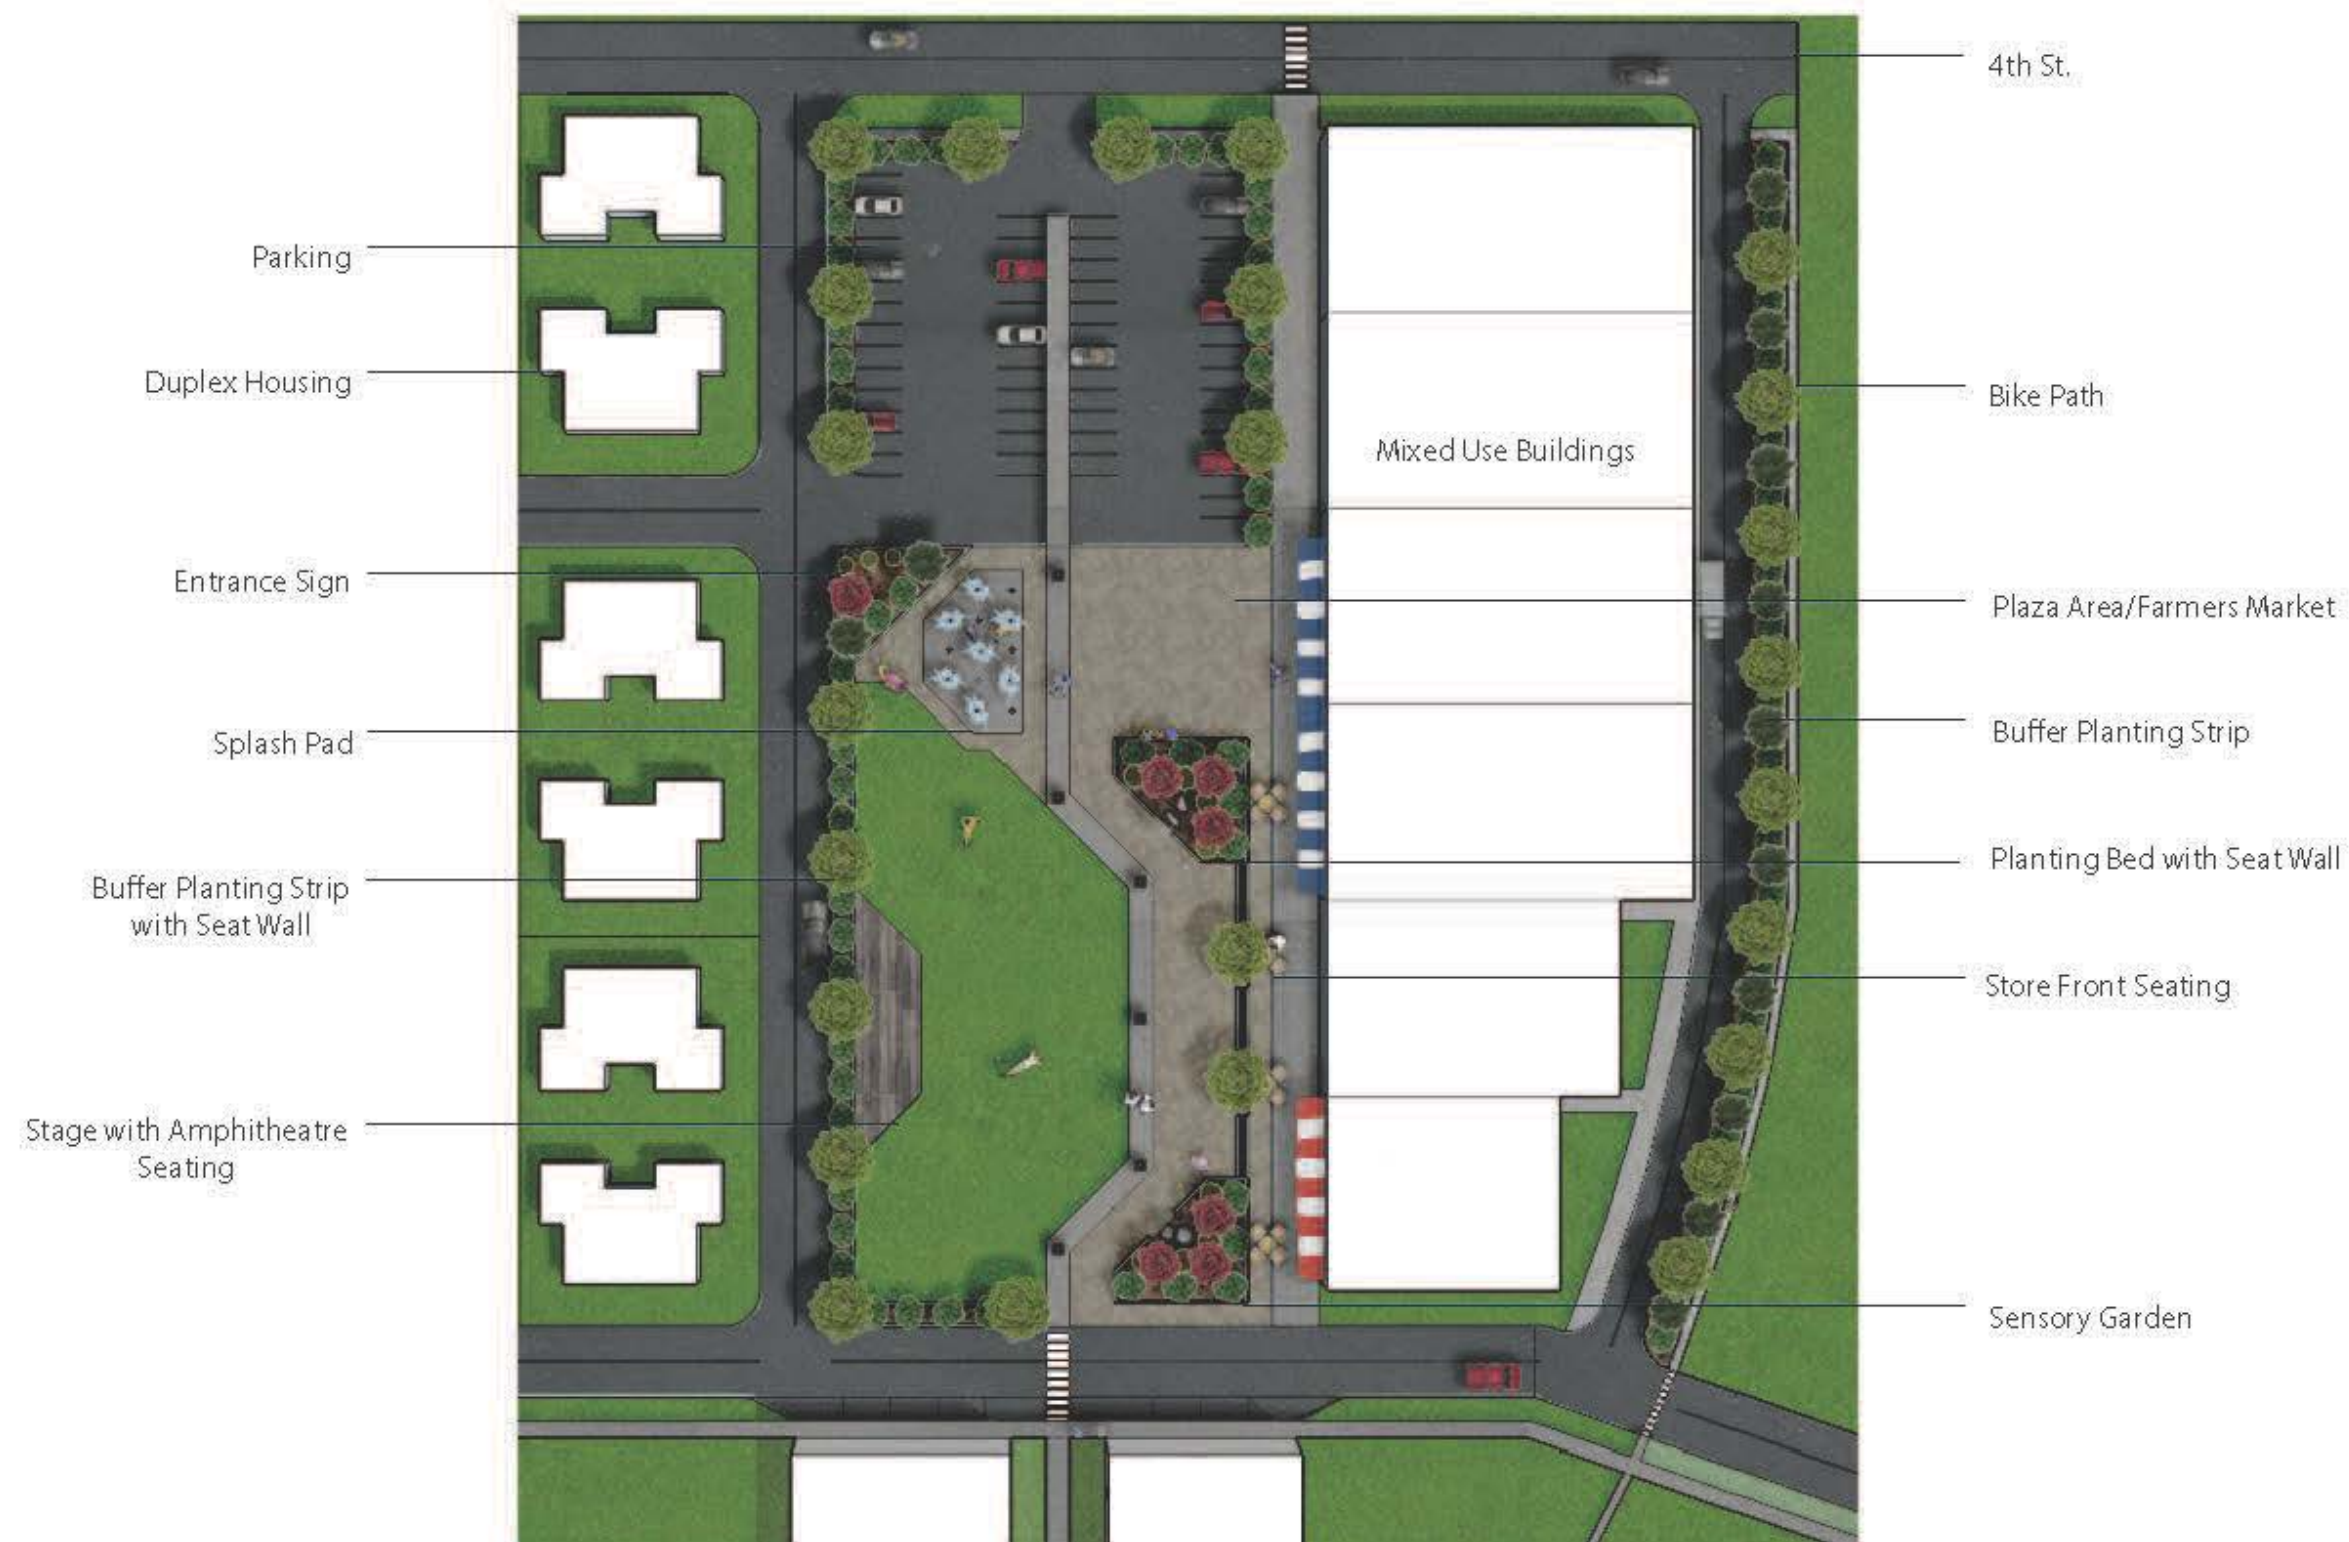 4th St.
Parking
Duplex Housing
Bike Path
Mixed Use Buildings
Entrance Sign
Plaza Area/Farmers Market
Splash Pad
Buffer Planting Strip
Buffer Planting Strip
with Seat Wall
Planting Bed with Seat Wall
Store Front Seating
Stage with Amphitheatre
Seating
Sensory Garden